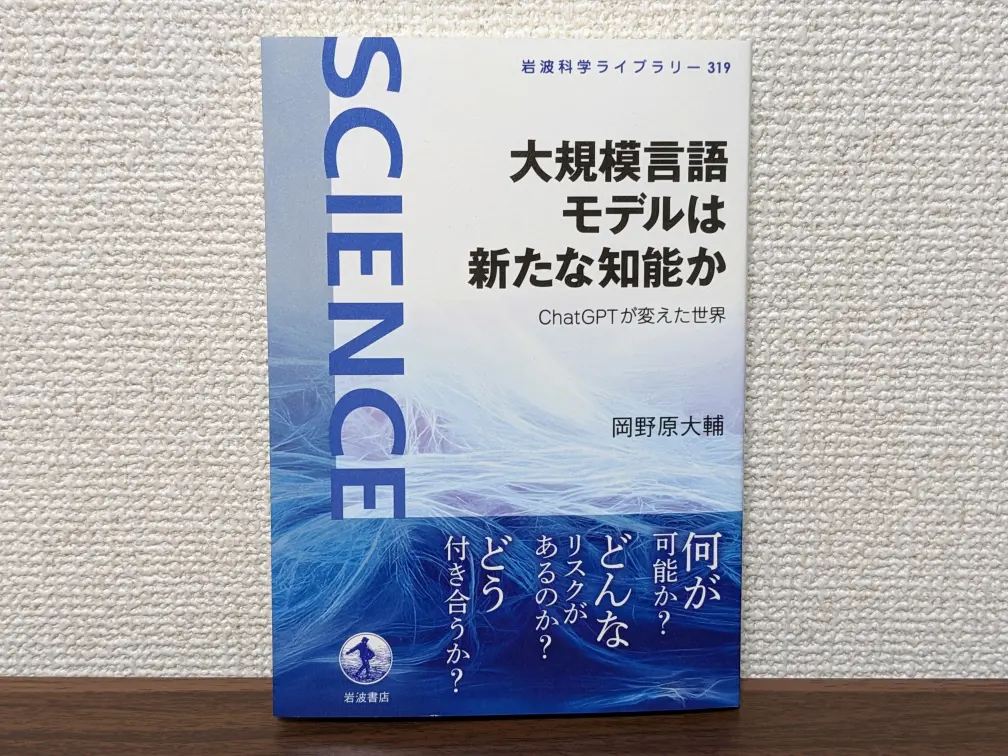 SCIENCE
岩波科学ライブラリー 319
大規模言語
モデルは
新たな知能か
ChatGPTが変えた世界
岡野原大輔
何が
可能か?
どんな
リスクが
あるのか?
どう
付き合うか?
岩波書店